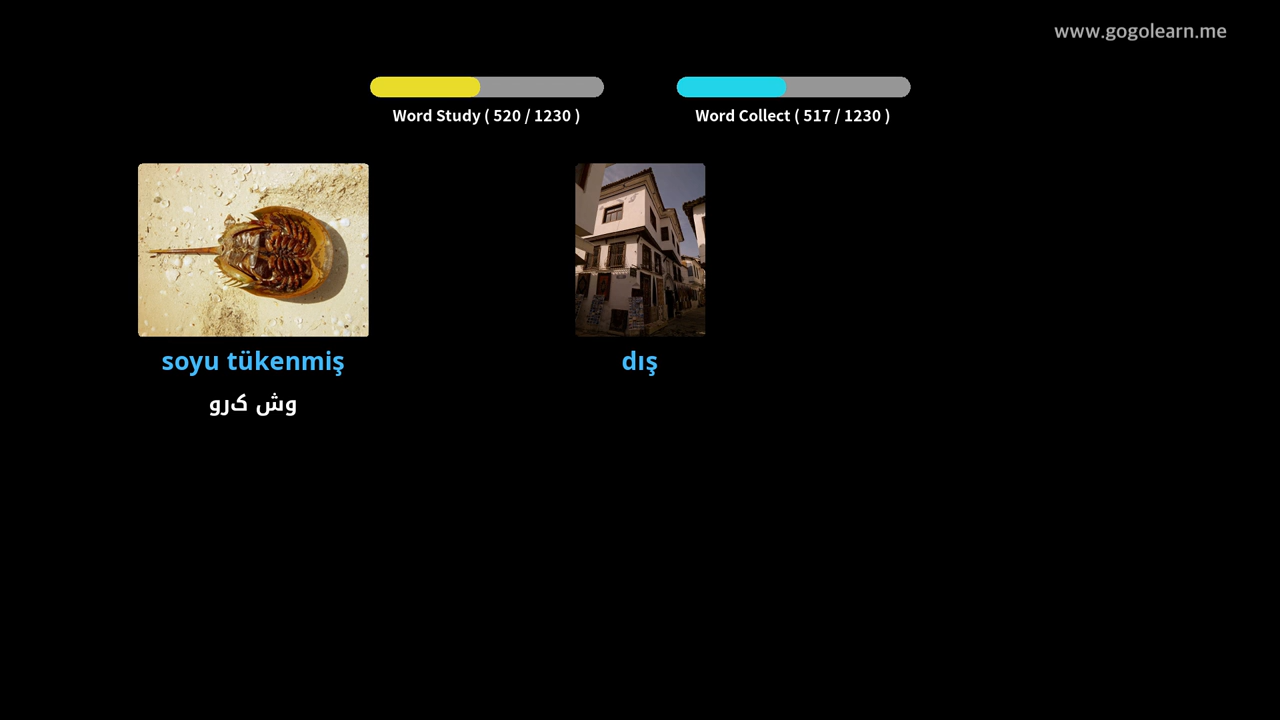 www.gogolearn.me
Word Study ( 520 / 1230 )
Word Collect ( 517 / 1230 )
soyu tükenmiş
dış
وش کرو